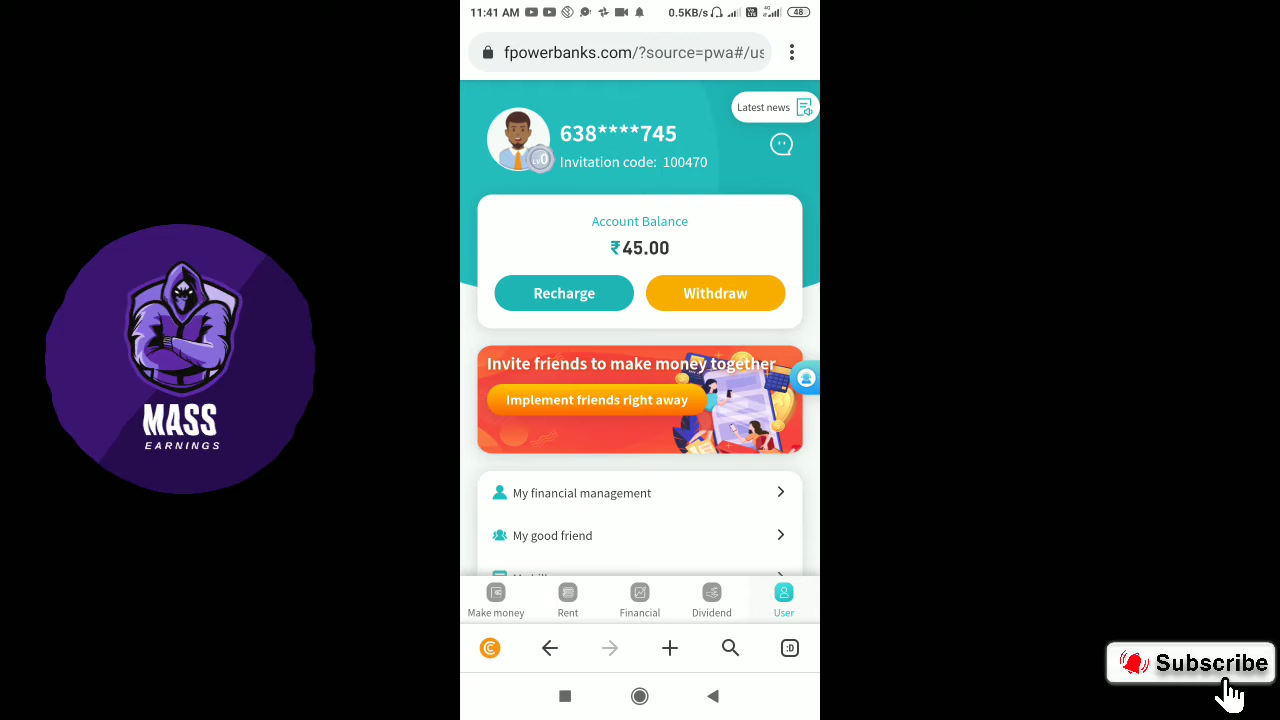 11:41 AM 0.5KB/s 4G 48
fpowerbanks.com/?source=pwa#/us
Latest news
638****745
LV0
Invitation code: 100470
Account Balance
₹45.00
Recharge Withdraw
Invite friends to make money together
Implement friends right away
My financial management
My good friend
Make money Rent Financial Dividend User
:D
MASS
EARNINGS
Subscribe